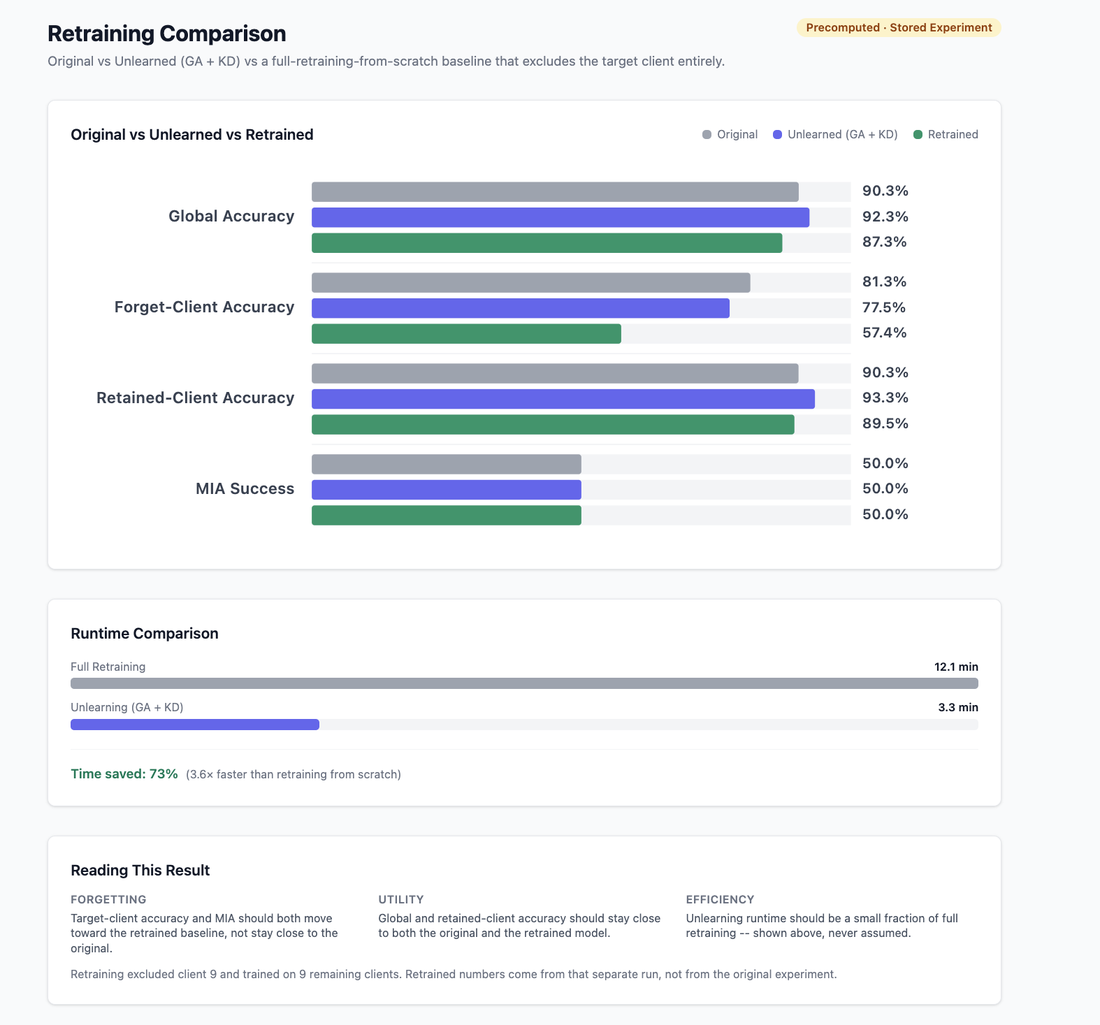 Retraining Comparison
Precomputed · Stored Experiment
Original vs Unlearned (GA + KD) vs a full-retraining-from-scratch baseline that excludes the target client entirely.
Original vs Unlearned vs Retrained
Original
Unlearned (GA + KD)
Retrained
Global Accuracy
90.3%
92.3%
87.3%
Forget-Client Accuracy
81.3%
77.5%
57.4%
Retained-Client Accuracy
90.3%
93.3%
89.5%
MIA Success
50.0%
50.0%
50.0%
Runtime Comparison
Full Retraining
12.1 min
Unlearning (GA + KD)
3.3 min
Time saved: 73% (3.6× faster than retraining from scratch)
Reading This Result
FORGETTING
Target-client accuracy and MIA should both move
toward the retrained baseline, not stay close to the
original.
UTILITY
Global and retained-client accuracy should stay close
to both the original and the retrained model.
EFFICIENCY
Unlearning runtime should be a small fraction of full
retraining -- shown above, never assumed.
Retraining excluded client 9 and trained on 9 remaining clients. Retrained numbers come from that separate run, not from the original experiment.